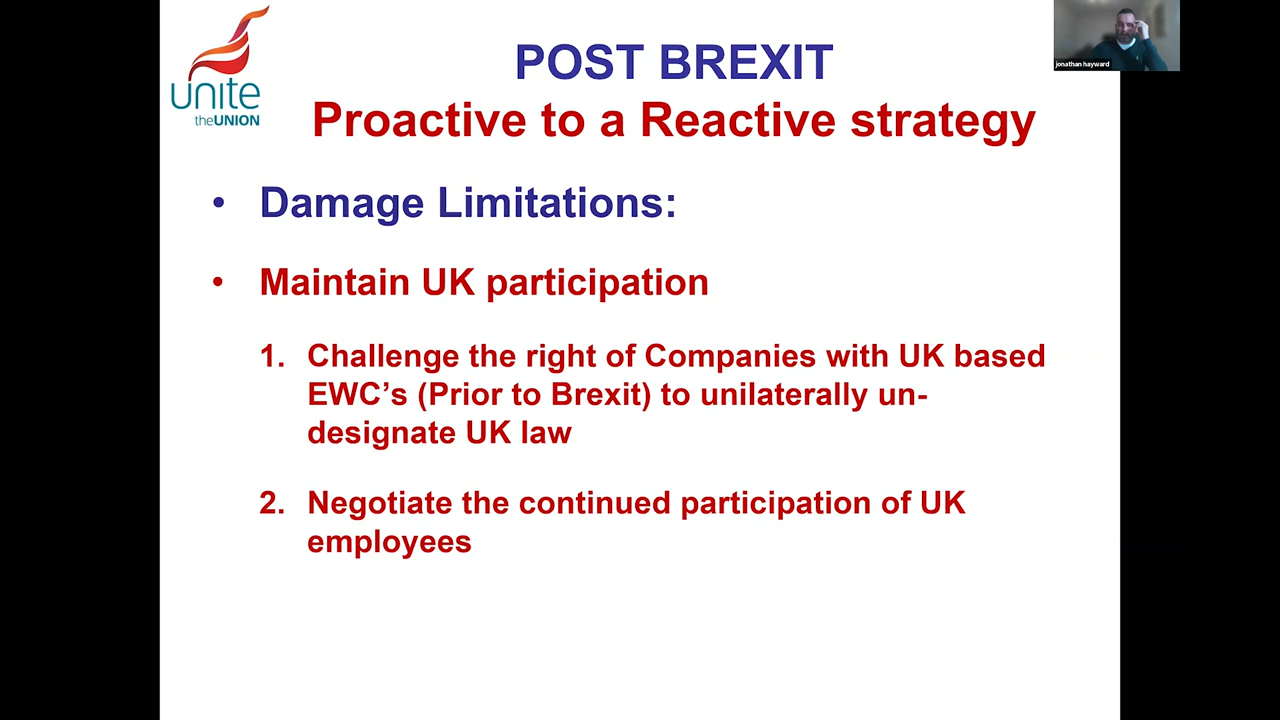 unite
theUNION
jonathan hayward
POST BREXIT
Proactive to a Reactive strategy
• Damage Limitations:
• Maintain UK participation
1. Challenge the right of Companies with UK based
EWC’s (Prior to Brexit) to unilaterally un-
designate UK law
2. Negotiate the continued participation of UK
employees